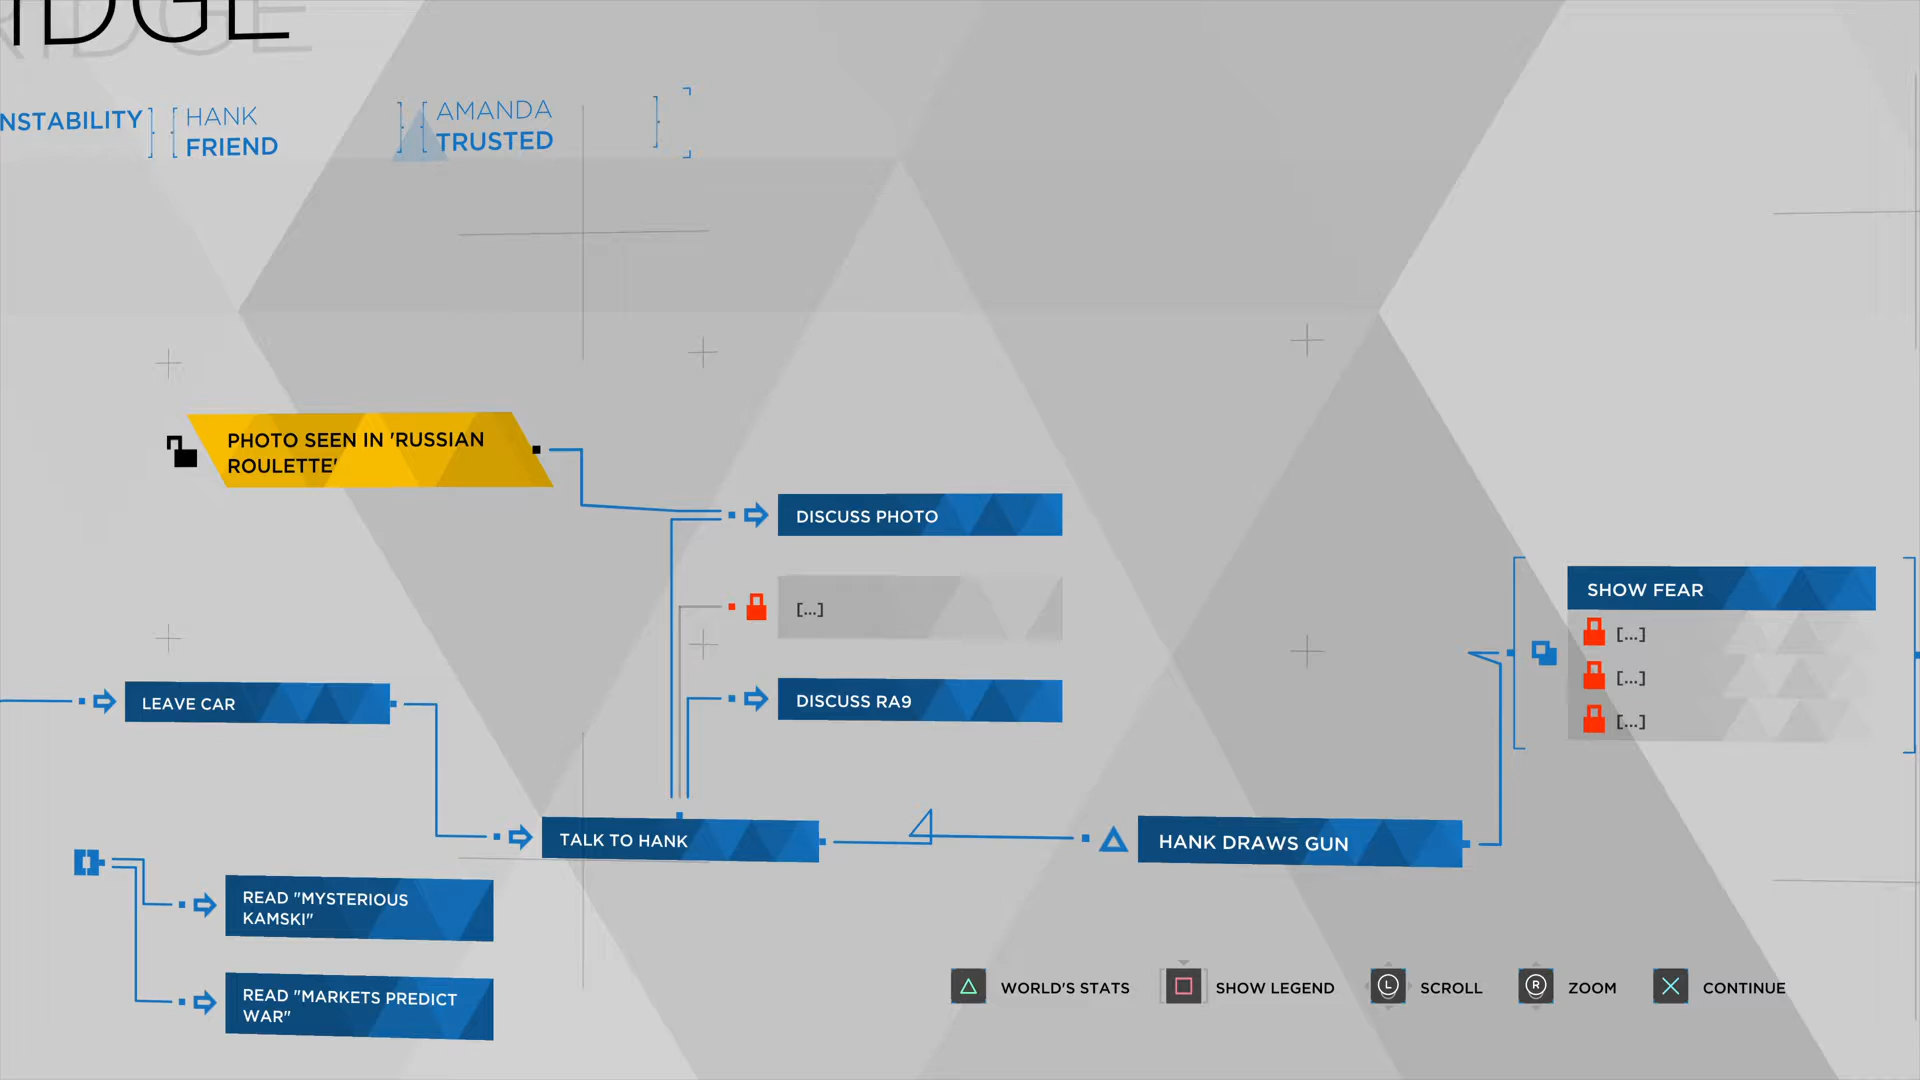 IDGE
NSTABILITY
HANK
FRIEND
AMANDA
TRUSTED
PHOTO SEEN IN 'RUSSIAN
ROULETTE'
DISCUSS PHOTO
[...]
DISCUSS RA9
LEAVE CAR
TALK TO HANK
HANK DRAWS GUN
SHOW FEAR
[...]
[...]
[...]
READ "MYSTERIOUS
KAMSKI"
READ "MARKETS PREDICT
WAR"
WORLD'S STATS
SHOW LEGEND
L
SCROLL
R
ZOOM
CONTINUE